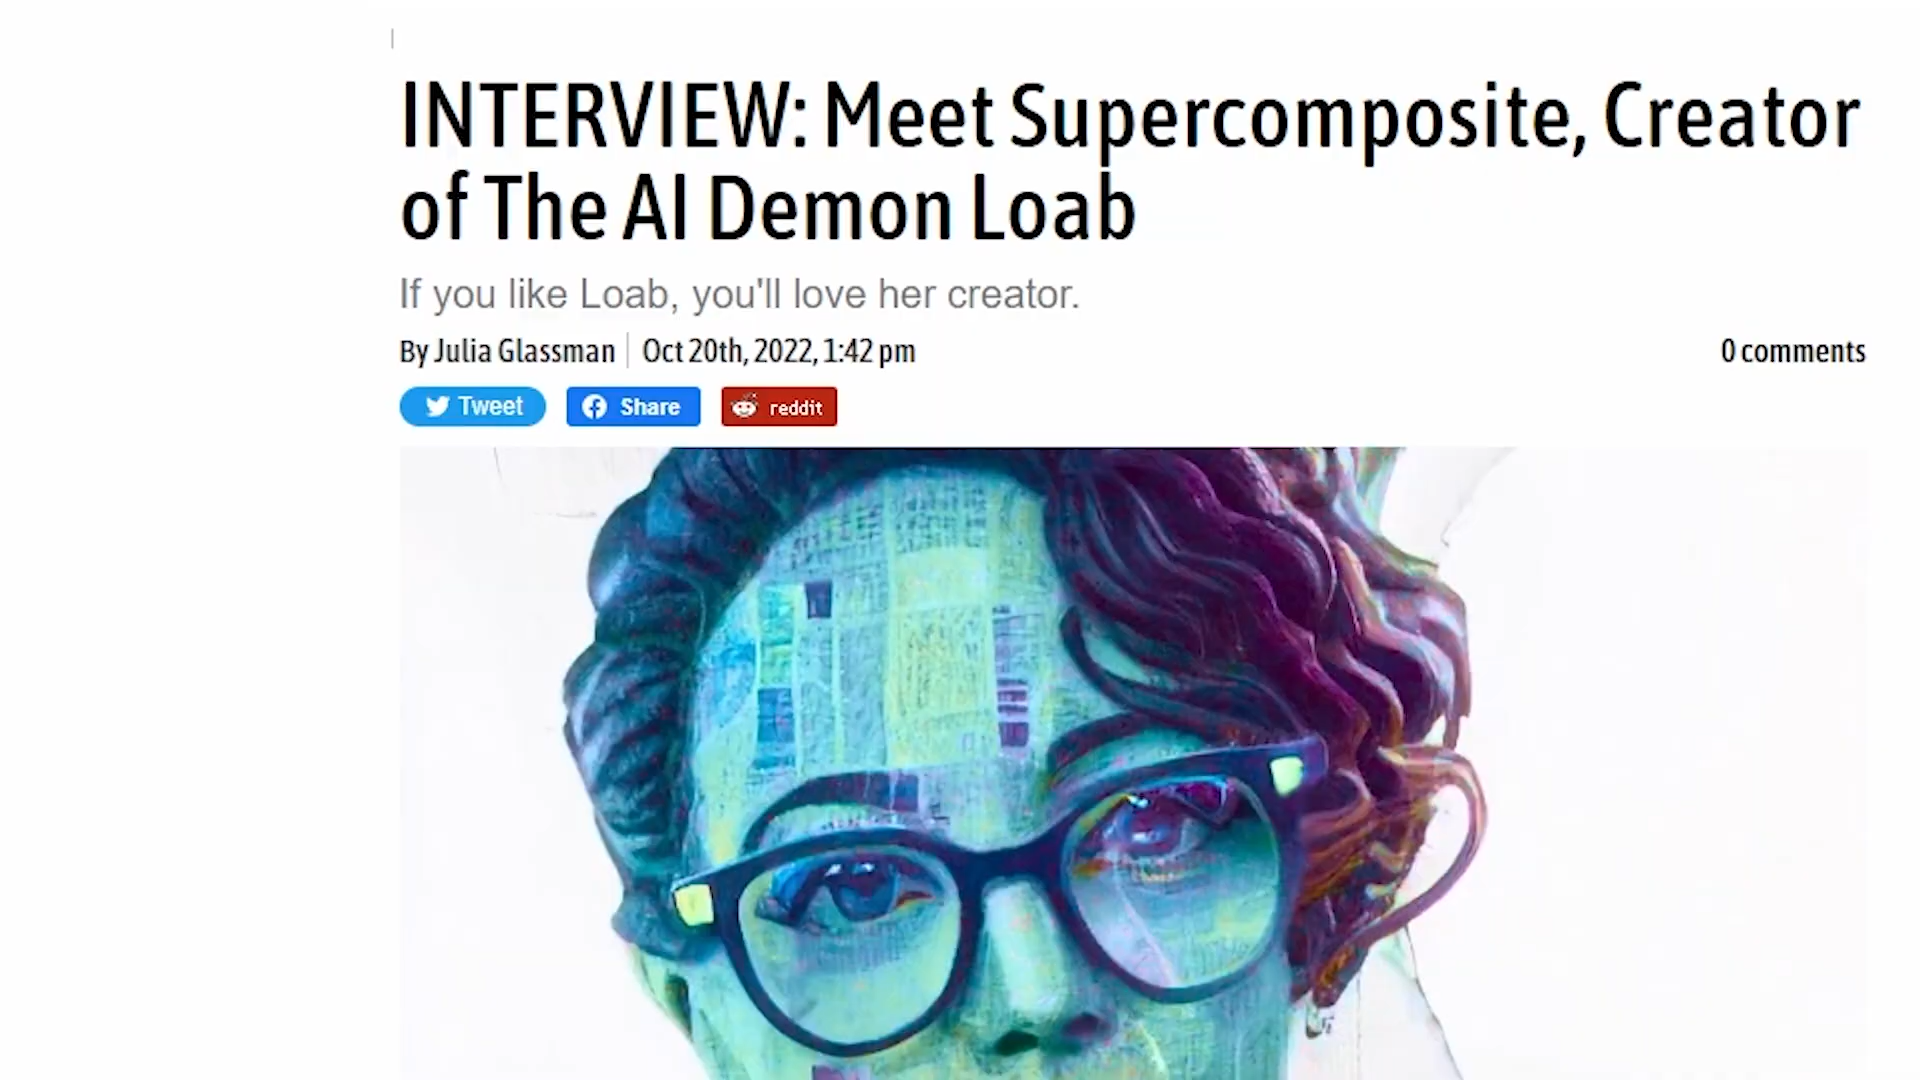 INTERVIEW: Meet Supercomposite, Creator
of The AI Demon Loab
If you like Loab, you'll love her creator.
By Julia Glassman | Oct 20th, 2022, 1:42 pm
0 comments
Tweet
Share
reddit